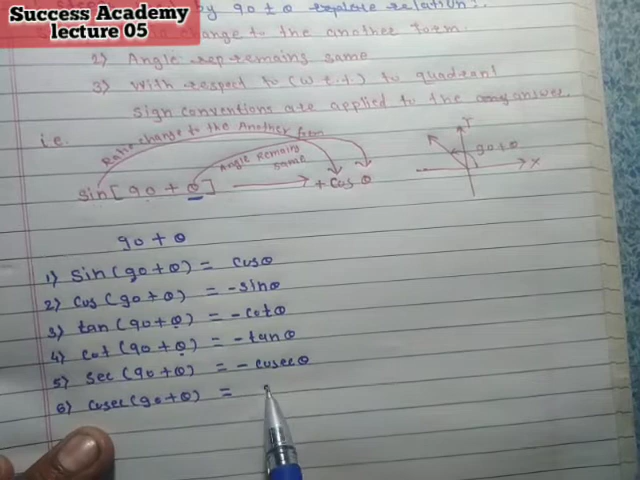 Success Academy
lecture 05
by 90 ± θ relation:
change to the another form.
2) Angle remains same
3) With respect to (w.r.t.) to quadrant
sign conventions are applied to the answer.
i.e.
Ratio change to the Another form
Angle Remains
same
sin[90 + θ] → + cos θ
Y
90+θ
X
90 + θ
1) sin(90+θ) = cosθ
2) cos(90+θ) = -sinθ
3) tan(90+θ) = -cotθ
4) cot(90+θ) = -tanθ
5) sec(90+θ) = -cosecθ
6) cosec(90+θ) =